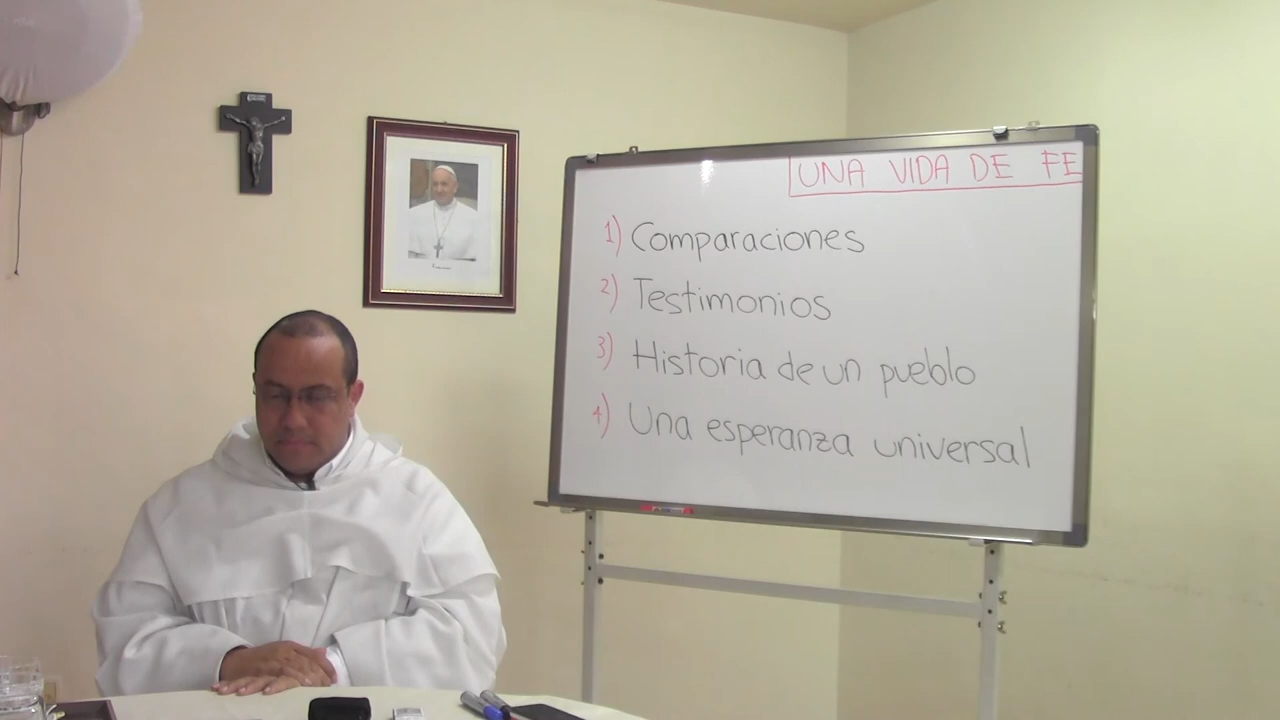 UNA VIDA DE FE
1) Comparaciones
2) Testimonios
3) Historia de un pueblo
4) Una esperanza universal